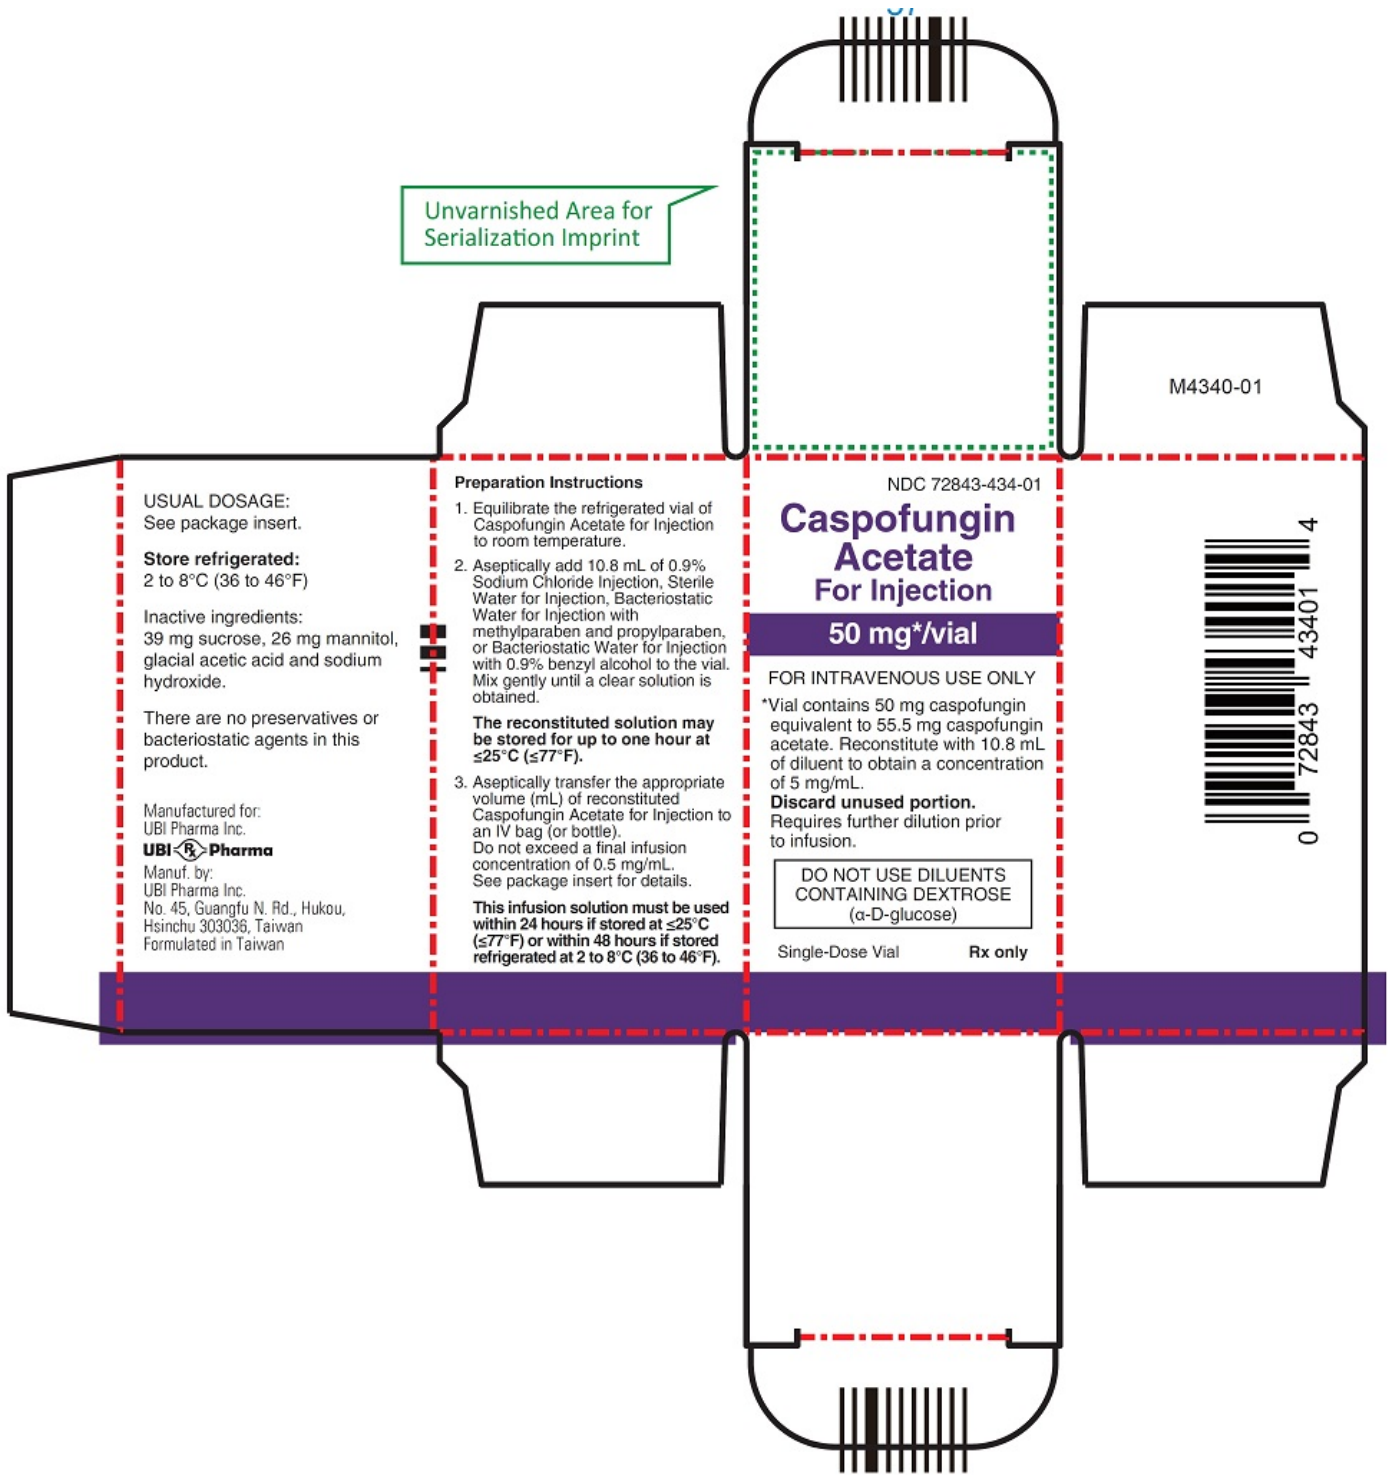 Unvarnished Area for
Serialization Imprint
M4340-01
USUAL DOSAGE:
See package insert.
Store refrigerated:
2 to 8°C (36 to 46°F)
Inactive ingredients:
39 mg sucrose, 26 mg mannitol,
glacial acetic acid and sodium
hydroxide.
There are no preservatives or
bacteriostatic agents in this
product.
Manufactured for:
UBI Pharma Inc.
UBI Rx Pharma
Manuf. by:
UBI Pharma Inc.
No. 45, Guangfu N. Rd., Hukou,
Hsinchu 303036, Taiwan
Formulated in Taiwan
Preparation Instructions
1. Equilibrate the refrigerated vial of
Caspofungin Acetate for Injection
to room temperature.
2. Aseptically add 10.8 mL of 0.9%
Sodium Chloride Injection, Sterile
Water for Injection, Bacteriostatic
Water for Injection with
methylparaben and propylparaben,
or Bacteriostatic Water for Injection
with 0.9% benzyl alcohol to the vial.
Mix gently until a clear solution is
obtained.
The reconstituted solution may
be stored for up to one hour at
≤25°C (≤77°F).
3. Aseptically transfer the appropriate
volume (mL) of reconstituted
Caspofungin Acetate for Injection to
an IV bag (or bottle).
Do not exceed a final infusion
concentration of 0.5 mg/mL.
See package insert for details.
This infusion solution must be used
within 24 hours if stored at ≤25°C
(≤77°F) or within 48 hours if stored
refrigerated at 2 to 8°C (36 to 46°F).
NDC 72843-434-01
Caspofungin
Acetate
For Injection
50 mg*/vial
FOR INTRAVENOUS USE ONLY
*Vial contains 50 mg caspofungin
equivalent to 55.5 mg caspofungin
acetate. Reconstitute with 10.8 mL
of diluent to obtain a concentration
of 5 mg/mL.
Discard unused portion.
Requires further dilution prior
to infusion.
DO NOT USE DILUENTS
CONTAINING DEXTROSE
(α-D-glucose)
Single-Dose Vial Rx only
0 72843 43401 4